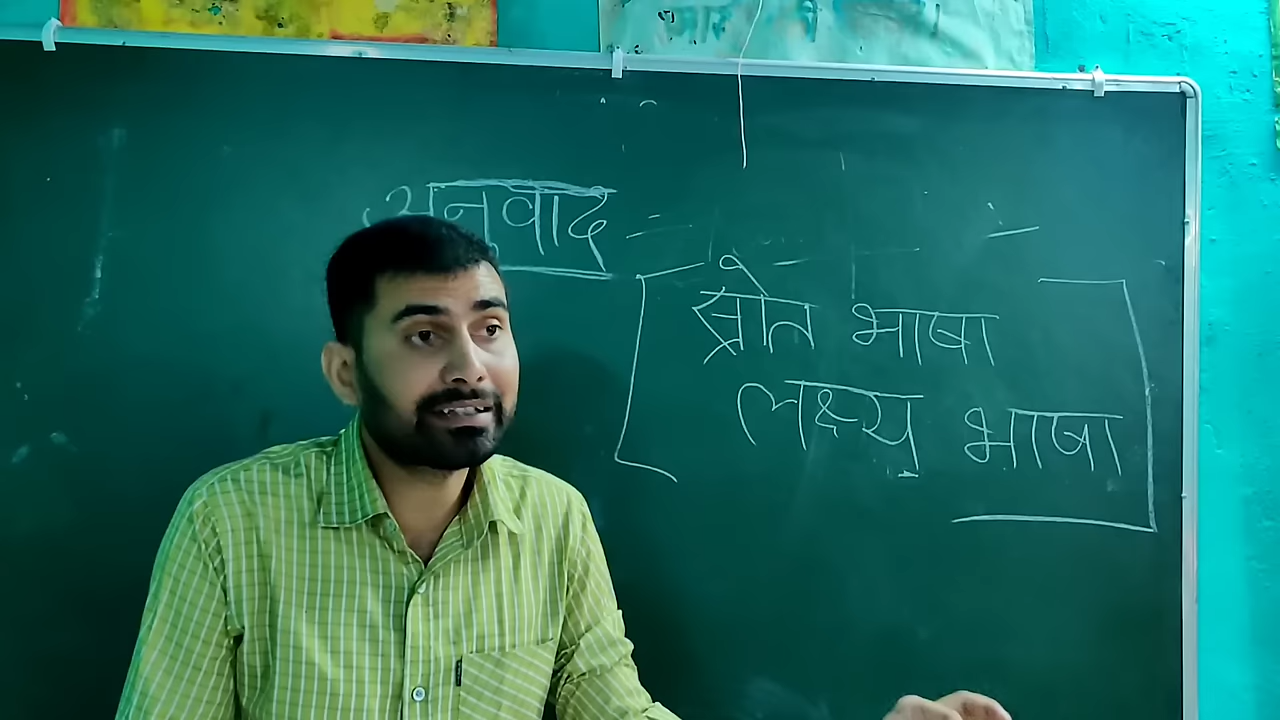 अनुवाद =
स्रोत भाषा
लक्ष्य भाषा